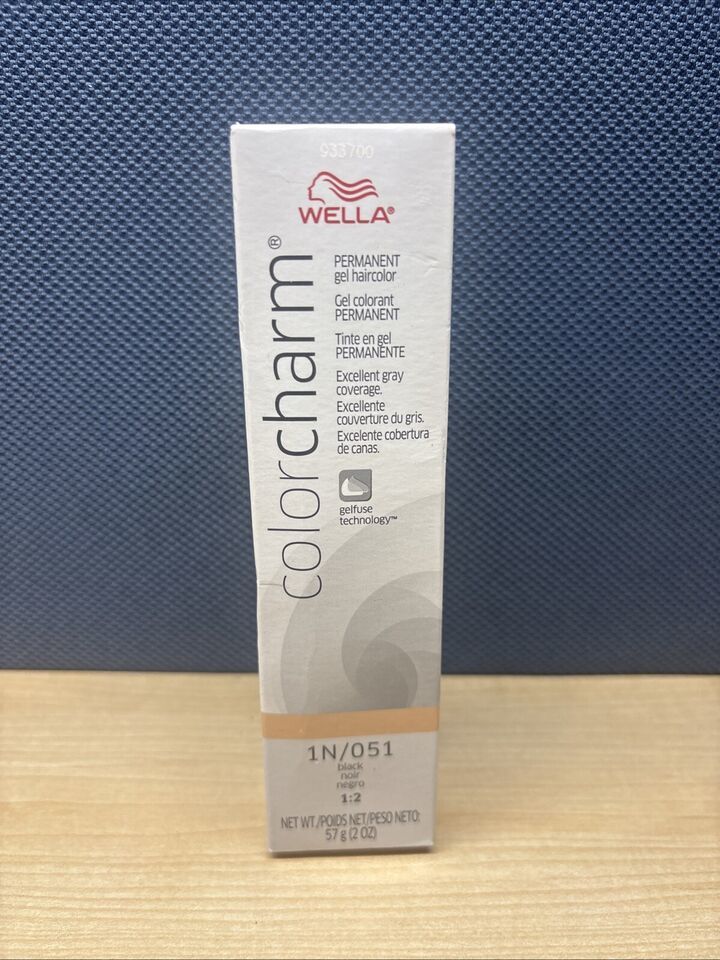 933700
WELLA®
colorcharm®
PERMANENT
gel haircolor
Gel colorant
PERMANENT
Tinte en gel
PERMANENTE
Excellent gray
coverage.
Excellente
couverture du gris.
Excelente cobertura
de canas.
gelfuse
technology™
1N/051
black
noir
negro
1:2
NET WT./POIDS NET/PESO NETO:
57 g (2 OZ)